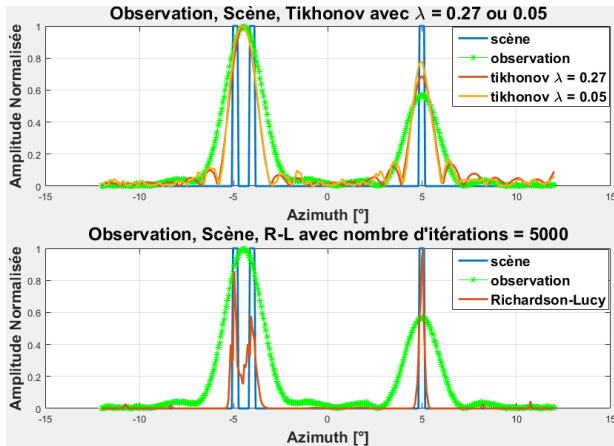 Observation, Scène, Tikhonov avec λ = 0.27 ou 0.05
Amplitude Normalisée
1
0.8
0.6
0.4
0.2
0
scène
observation
tikhonov λ = 0.27
tikhonov λ = 0.05
-15 -10 -5 0 5 10 15
Azimuth [°]
Observation, Scène, R-L avec nombre d'itérations = 5000
Amplitude Normalisée
1
0.8
0.6
0.4
0.2
0
scène
observation
Richardson-Lucy
-15 -10 -5 0 5 10 15
Azimuth [°]